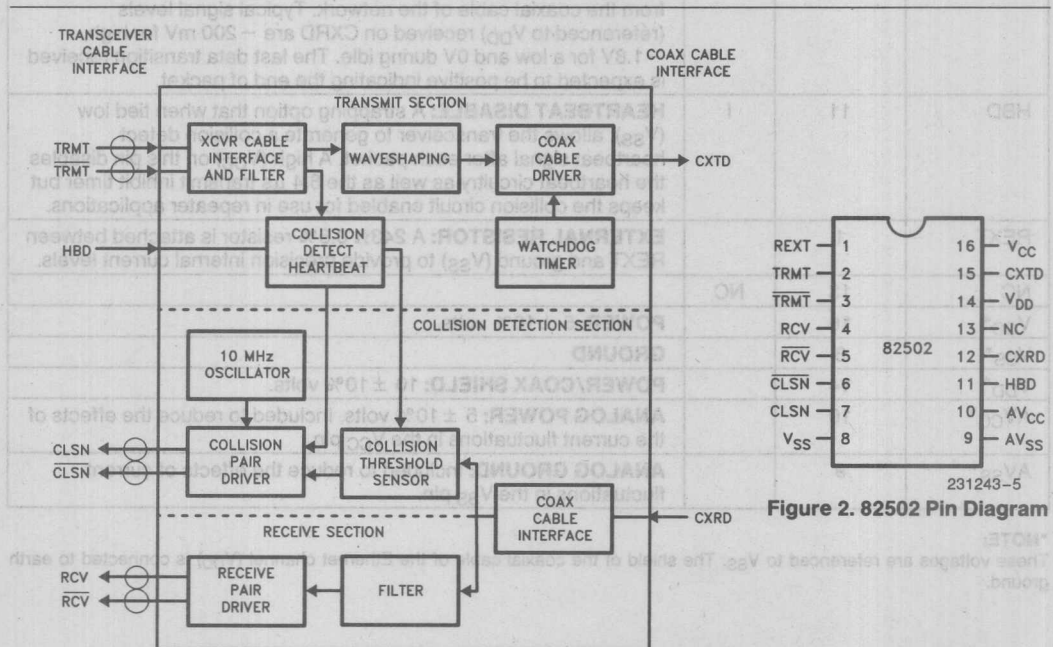 TRANSCEIVER
CABLE
INTERFACE
COAX CABLE
INTERFACE
TRANSMIT SECTION
TRMT
TRMT
XCVR CABLE
INTERFACE
AND FILTER
WAVESHAPING
COAX
CABLE
DRIVER
CXTD
HBD
COLLISION
DETECT
HEARTBEAT
WATCHDOG
TIMER
COLLISION DETECTION SECTION
10 MHz
OSCILLATOR
CLSN
CLSN
COLLISION
PAIR
DRIVER
COLLISION
THRESHOLD
SENSOR
RECEIVE SECTION
COAX
CABLE
INTERFACE
CXRD
RCV
RCV
RECEIVE
PAIR
DRIVER
FILTER
REXT 1 16 VCC
TRMT 2 15 CXTD
TRMT 3 14 VDD
RCV 4 13 NC
82502
RCV 5 12 CXRD
CLSN 6 11 HBD
CLSN 7 10 AVCC
VSS 8 9 AVSS
231243–5
Figure 2. 82502 Pin Diagram